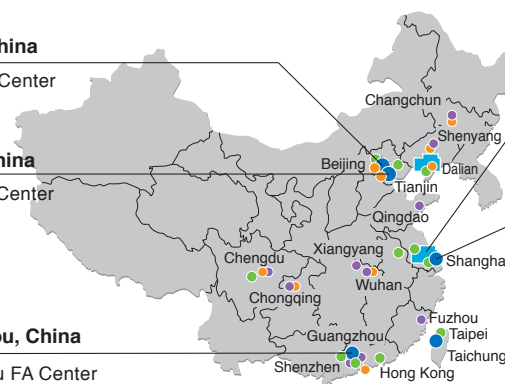 hina
Center
hina
Center
ou, China
u FA Center
Changchun
Shenyang
Beijing
Dalian
Tianjin
Qingdao
Xiangyang
Chengdu
Shangha
Wuhan
Chongqing
Fuzhou
Guangzhou
Taipei
Taichung
Shenzhen
Hong Kong